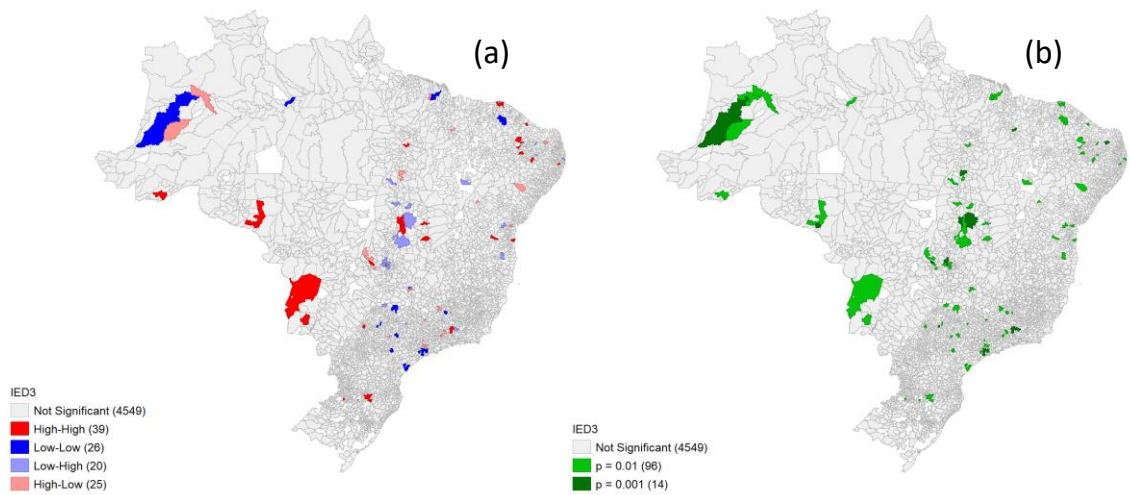 (a)
IED3
Not Significant (4549)
High-High (39)
Low-Low (26)
Low-High (20)
High-Low (25)
(b)
IED3
Not Significant (4549)
p = 0.01 (96)
p = 0.001 (14)